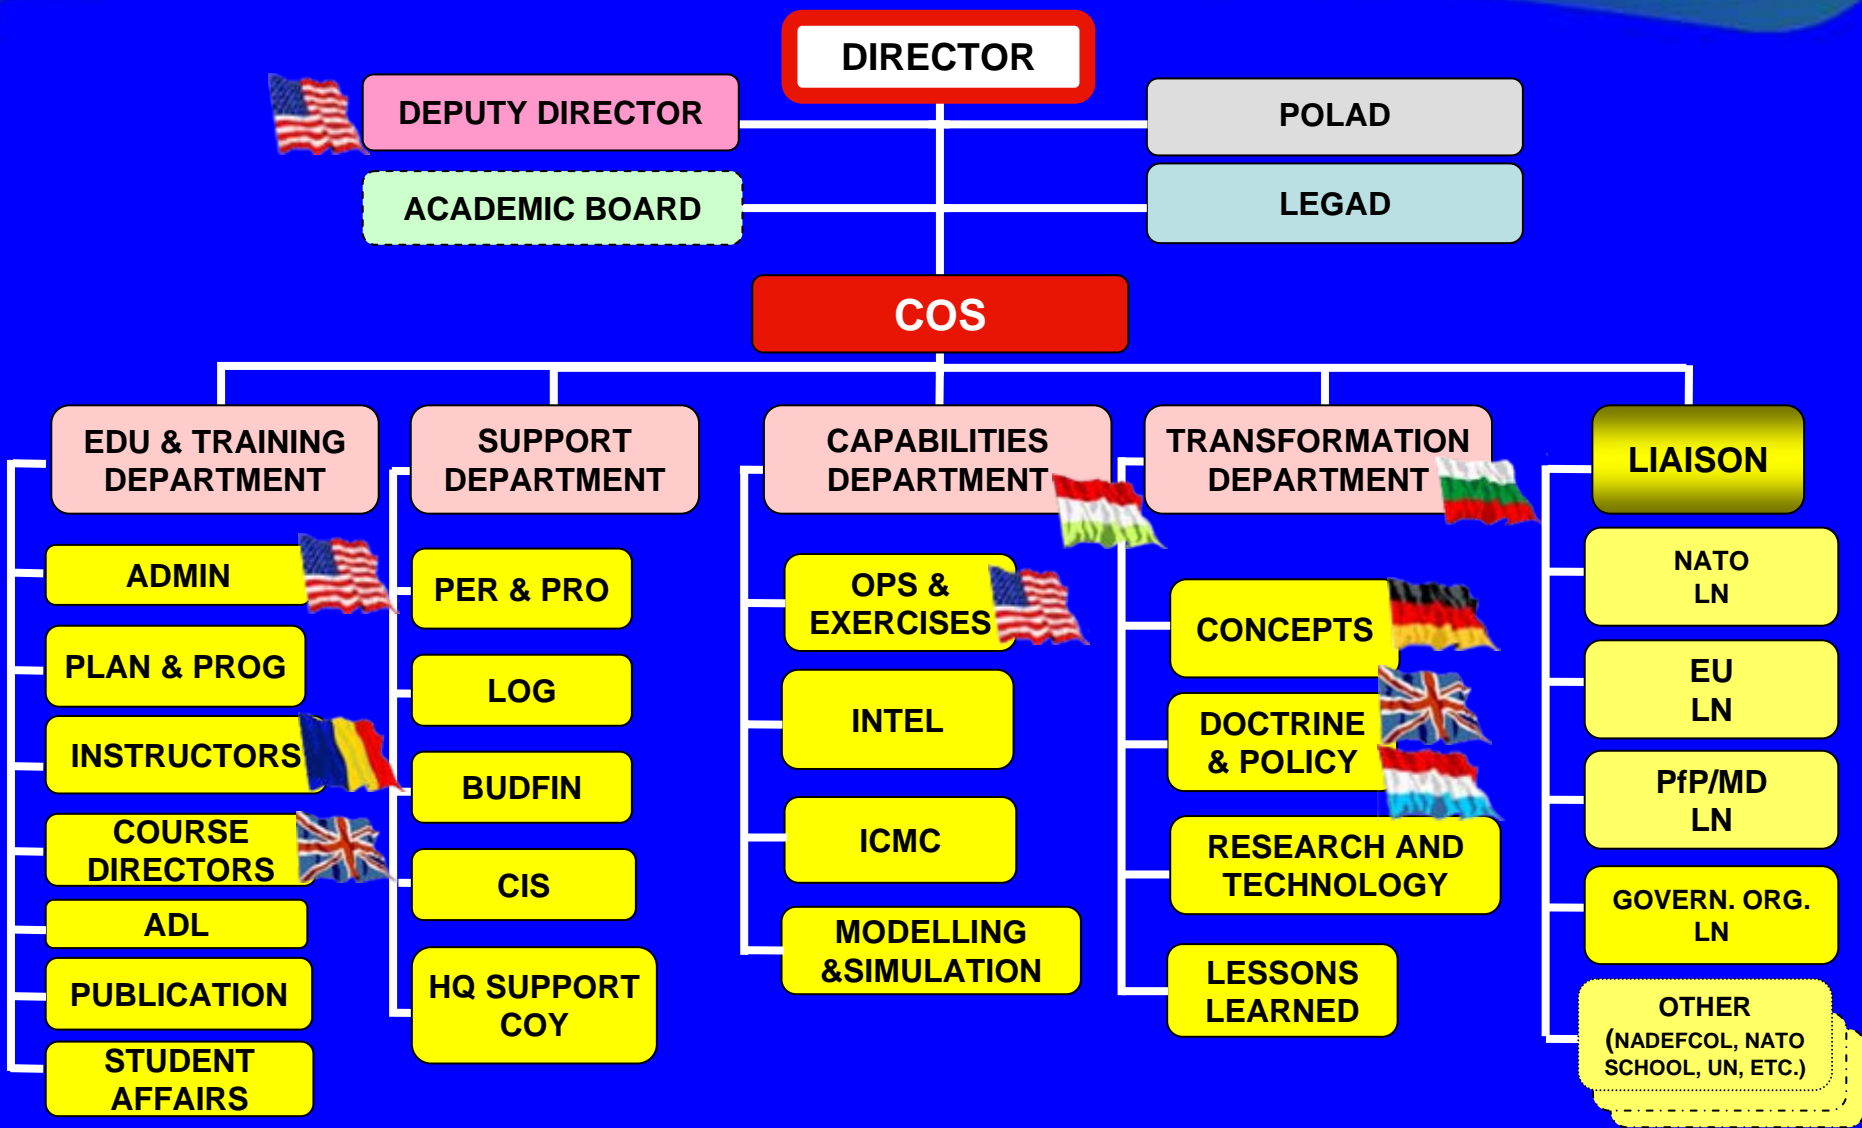 DIRECTOR
DEPUTY DIRECTOR
POLAD
ACADEMIC BOARD
LEGAD
COS
EDU & TRAINING
DEPARTMENT
ADMIN
PLAN & PROG
INSTRUCTORS
COURSE
DIRECTORS
ADL
PUBLICATION
STUDENT
AFFAIRS
SUPPORT
DEPARTMENT
PER & PRO
LOG
BUDFIN
CIS
HQ SUPPORT
COY
CAPABILITIES
DEPARTMENT
OPS &
EXERCISES
INTEL
ICMC
MODELLING
&SIMULATION
TRANSFORMATION
DEPARTMENT
CONCEPTS
DOCTRINE
& POLICY
RESEARCH AND
TECHNOLOGY
LESSONS
LEARNED
LIAISON
NATO
LN
EU
LN
PfP/MD
LN
GOVERN. ORG.
LN
OTHER
(NADEFCOL, NATO
SCHOOL, UN, ETC.)